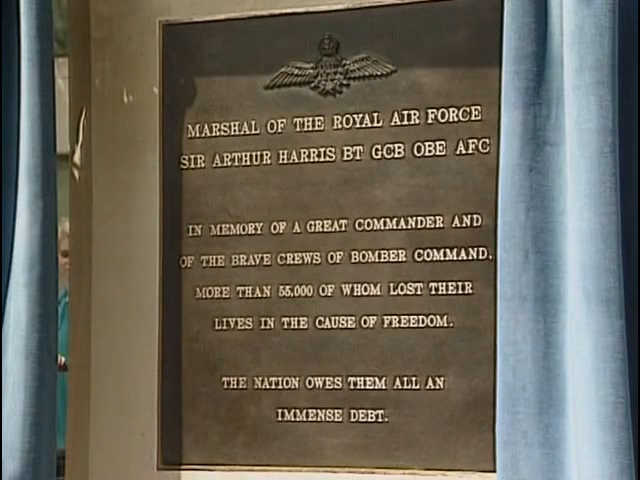 MARSHAL OF THE ROYAL AIR FORCE
SIR ARTHUR HARRIS BT GCB OBE AFC
IN MEMORY OF A GREAT COMMANDER AND
OF THE BRAVE CREWS OF BOMBER COMMAND,
MORE THAN 55,000 OF WHOM LOST THEIR
LIVES IN THE CAUSE OF FREEDOM.
THE NATION OWES THEM ALL AN
IMMENSE DEBT.